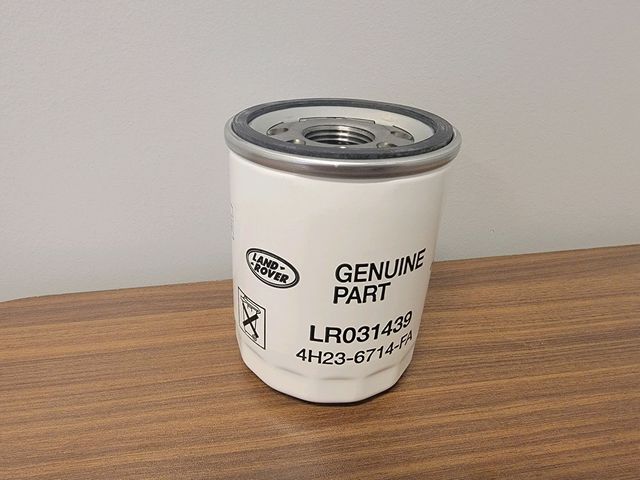 LAND-
-ROVER
GENUINE
PART
LR031439
4H23-6714-FA